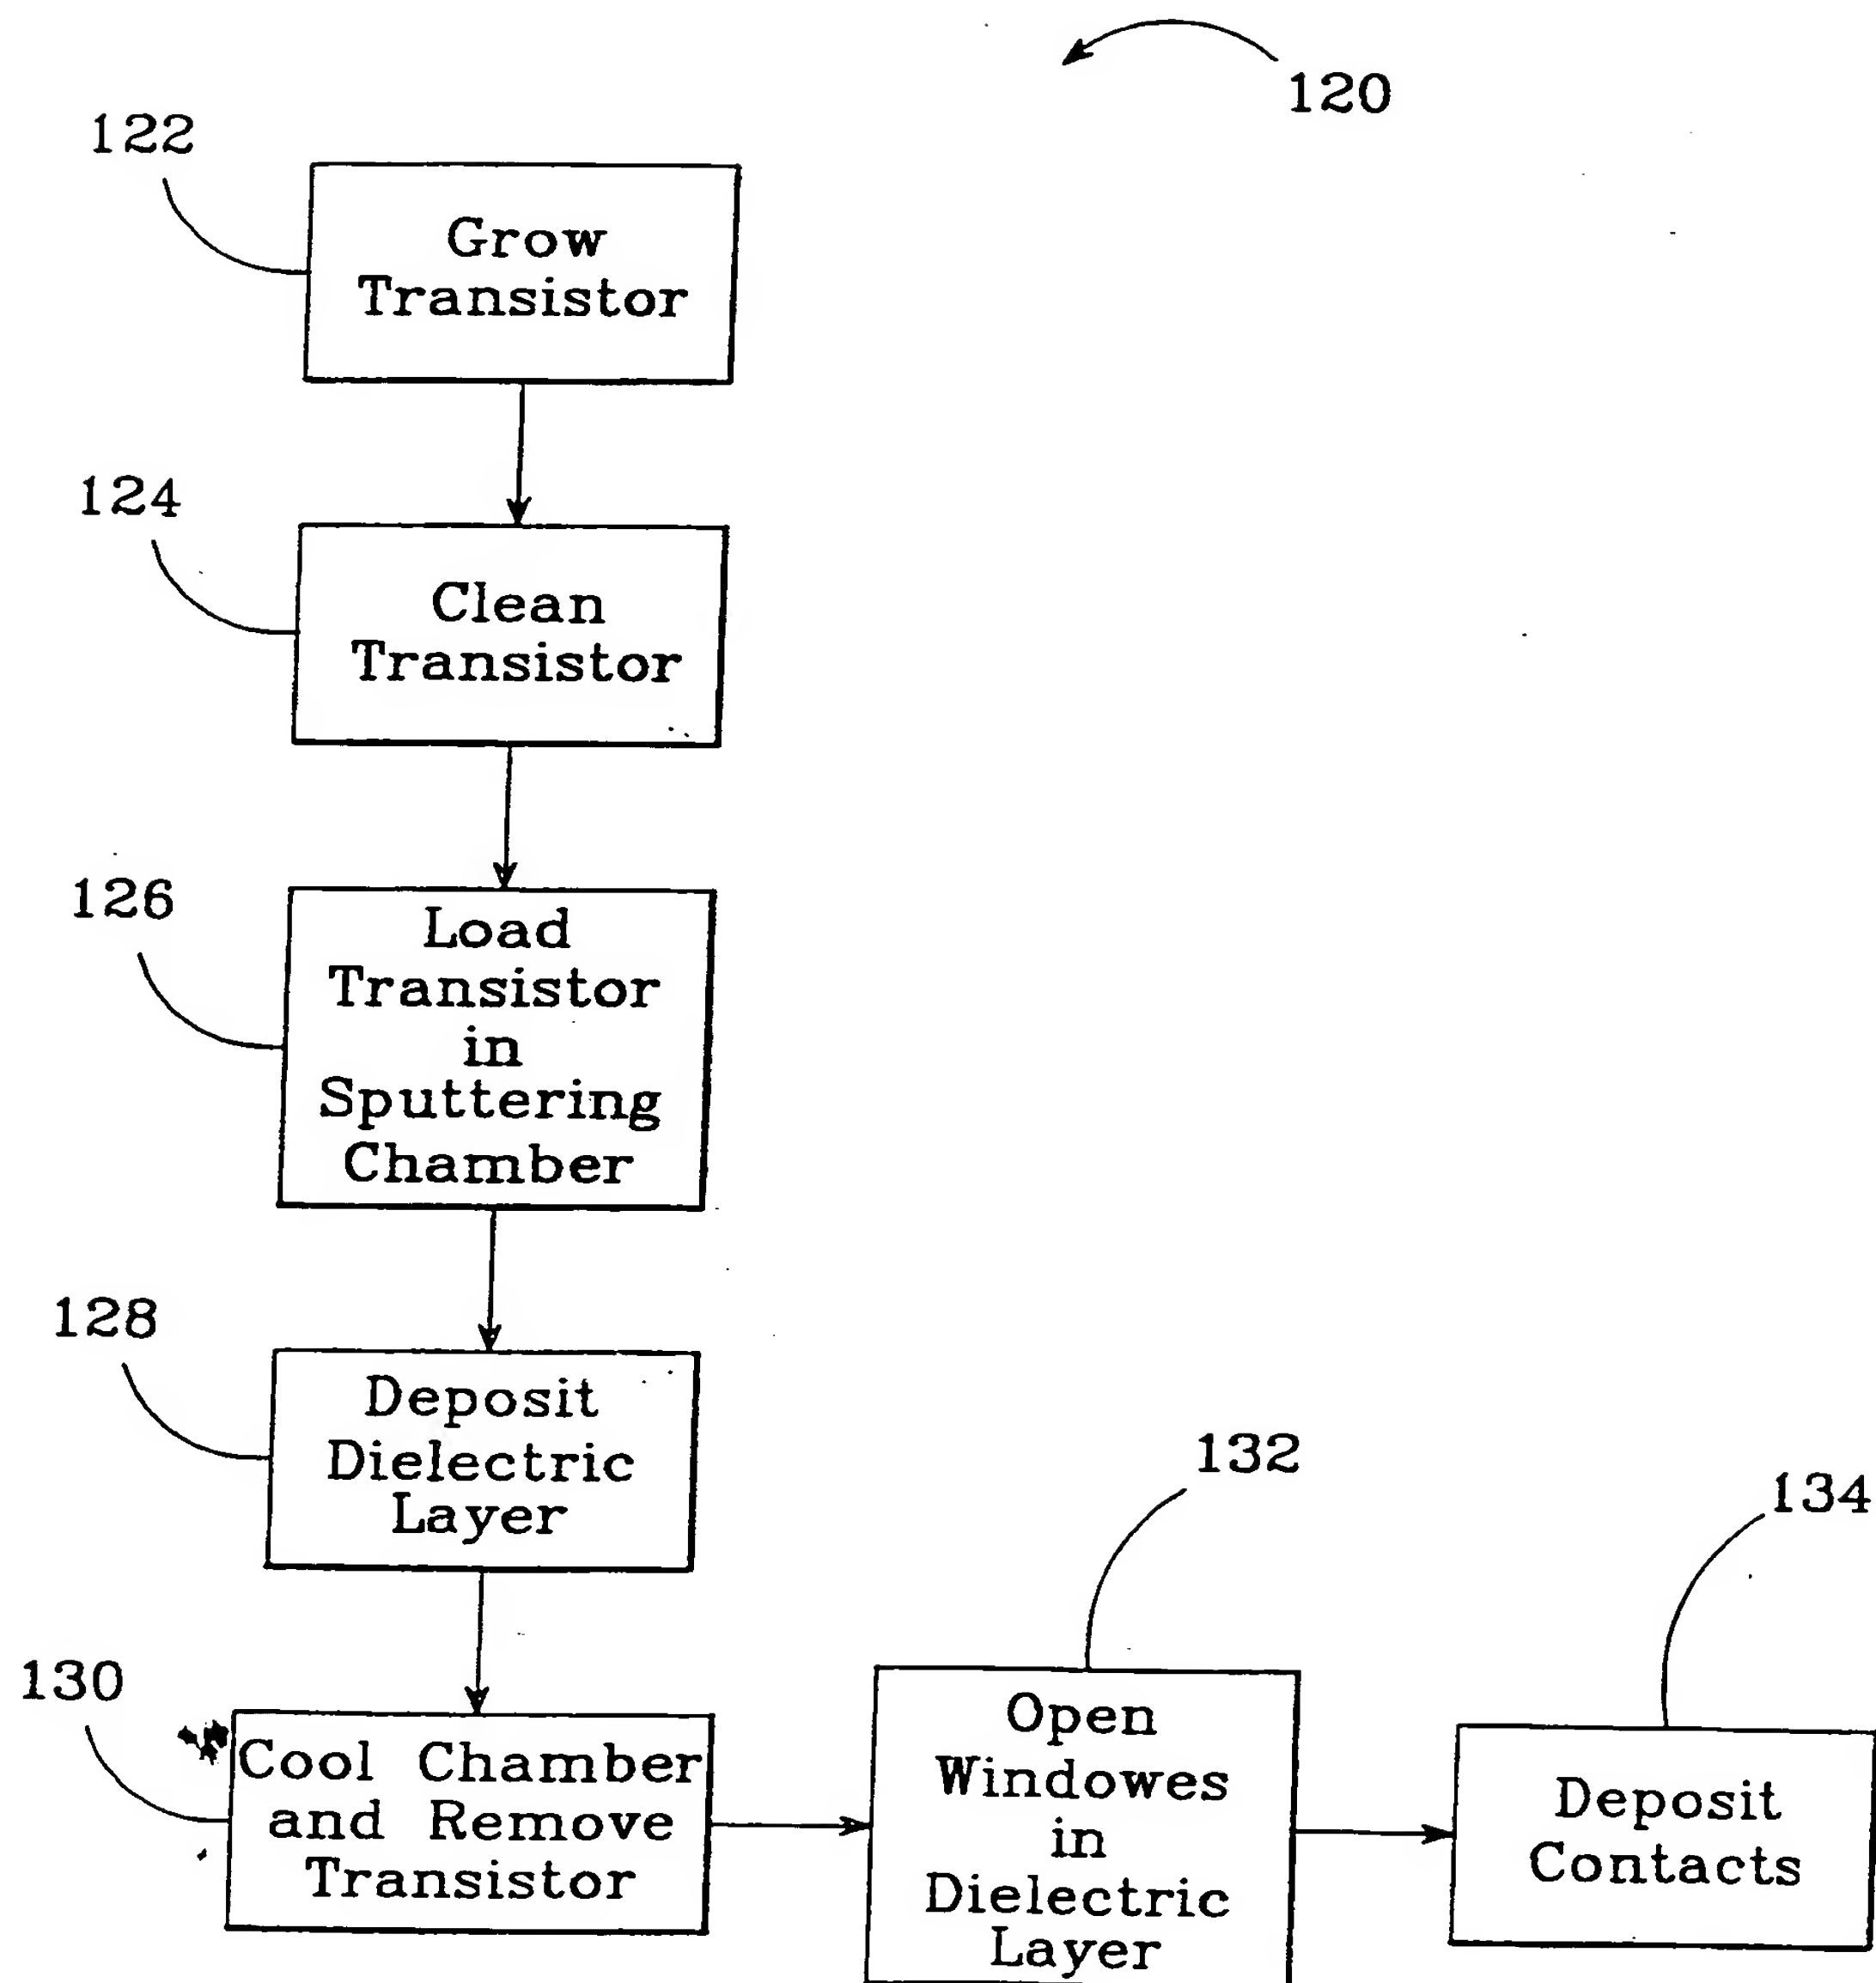 120
122
Grow
Transistor
124
Clean
Transistor
126
Load
Transistor
in
Sputtering
Chamber
128
Deposit
Dielectric
Layer
130
Cool Chamber
and Remove
Transistor
132
Open
Windowes
in
Dielectric
Layer
134
Deposit
Contacts